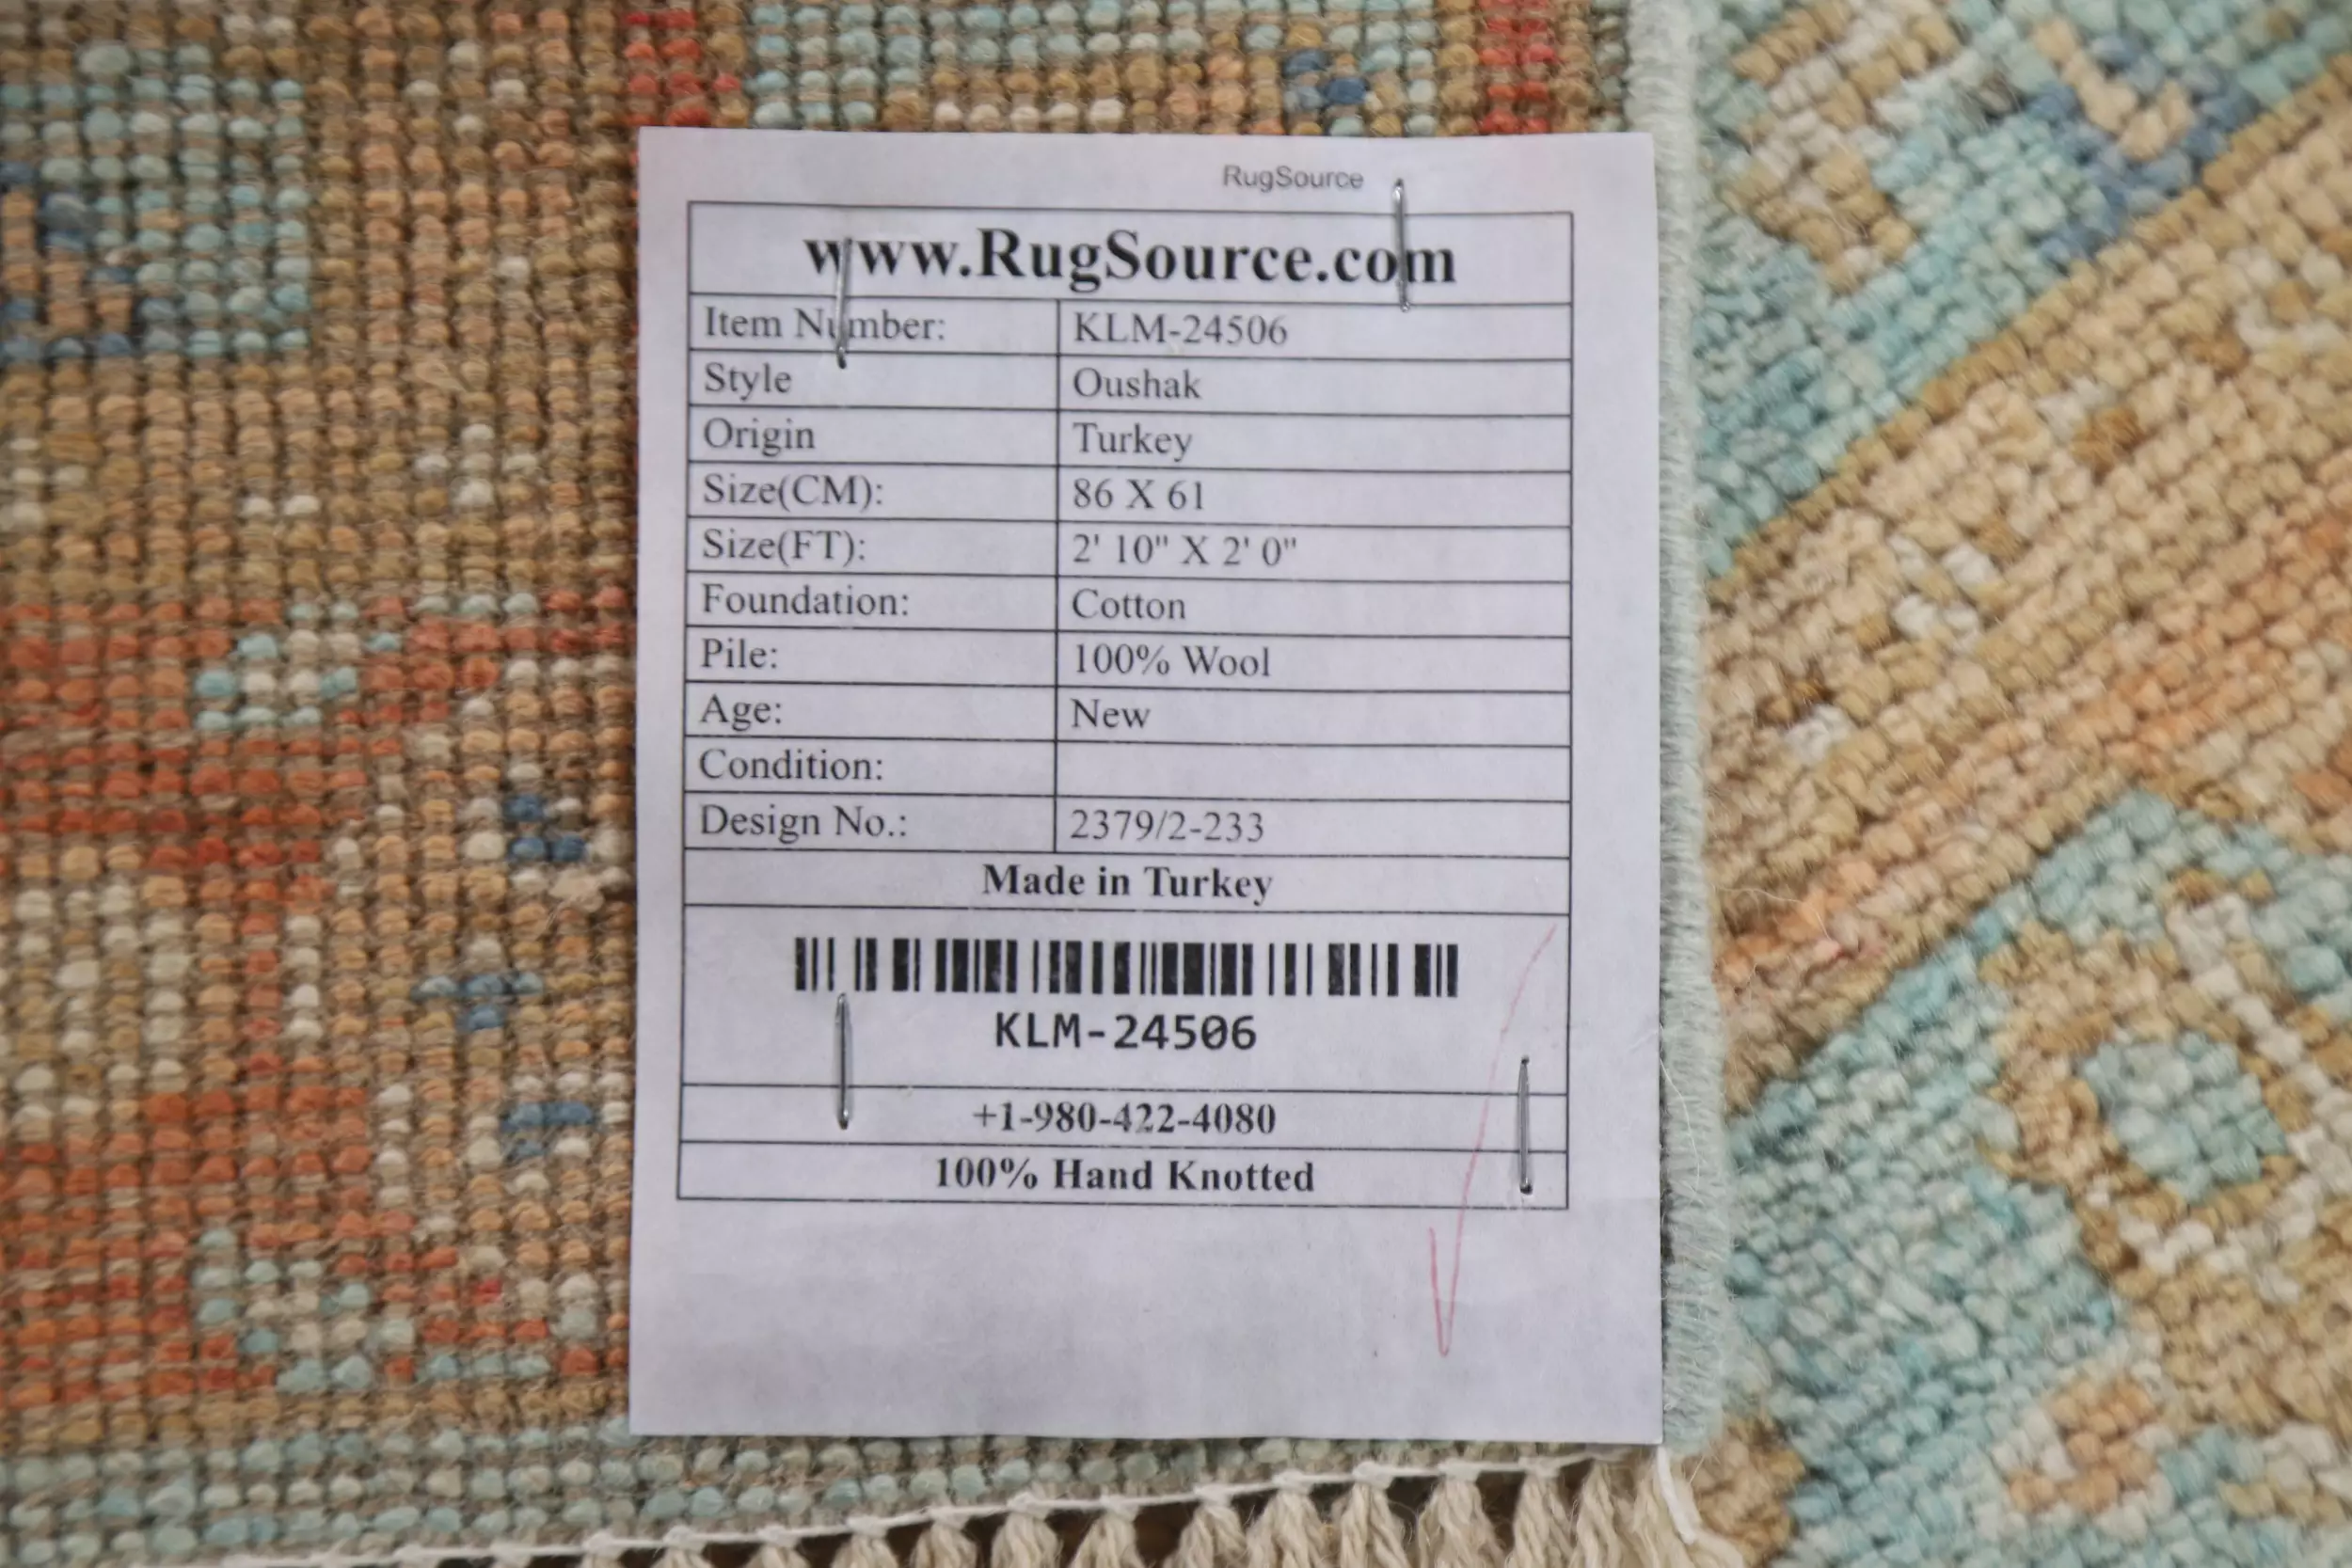 RugSource
www.RugSource.com
Item Number: KLM-24506
Style Oushak
Origin Turkey
Size(CM): 86 X 61
Size(FT): 2' 10" X 2' 0"
Foundation: Cotton
Pile: 100% Wool
Age: New
Condition:
Design No.: 2379/2-233
Made in Turkey
KLM-24506
+1-980-422-4080
100% Hand Knotted